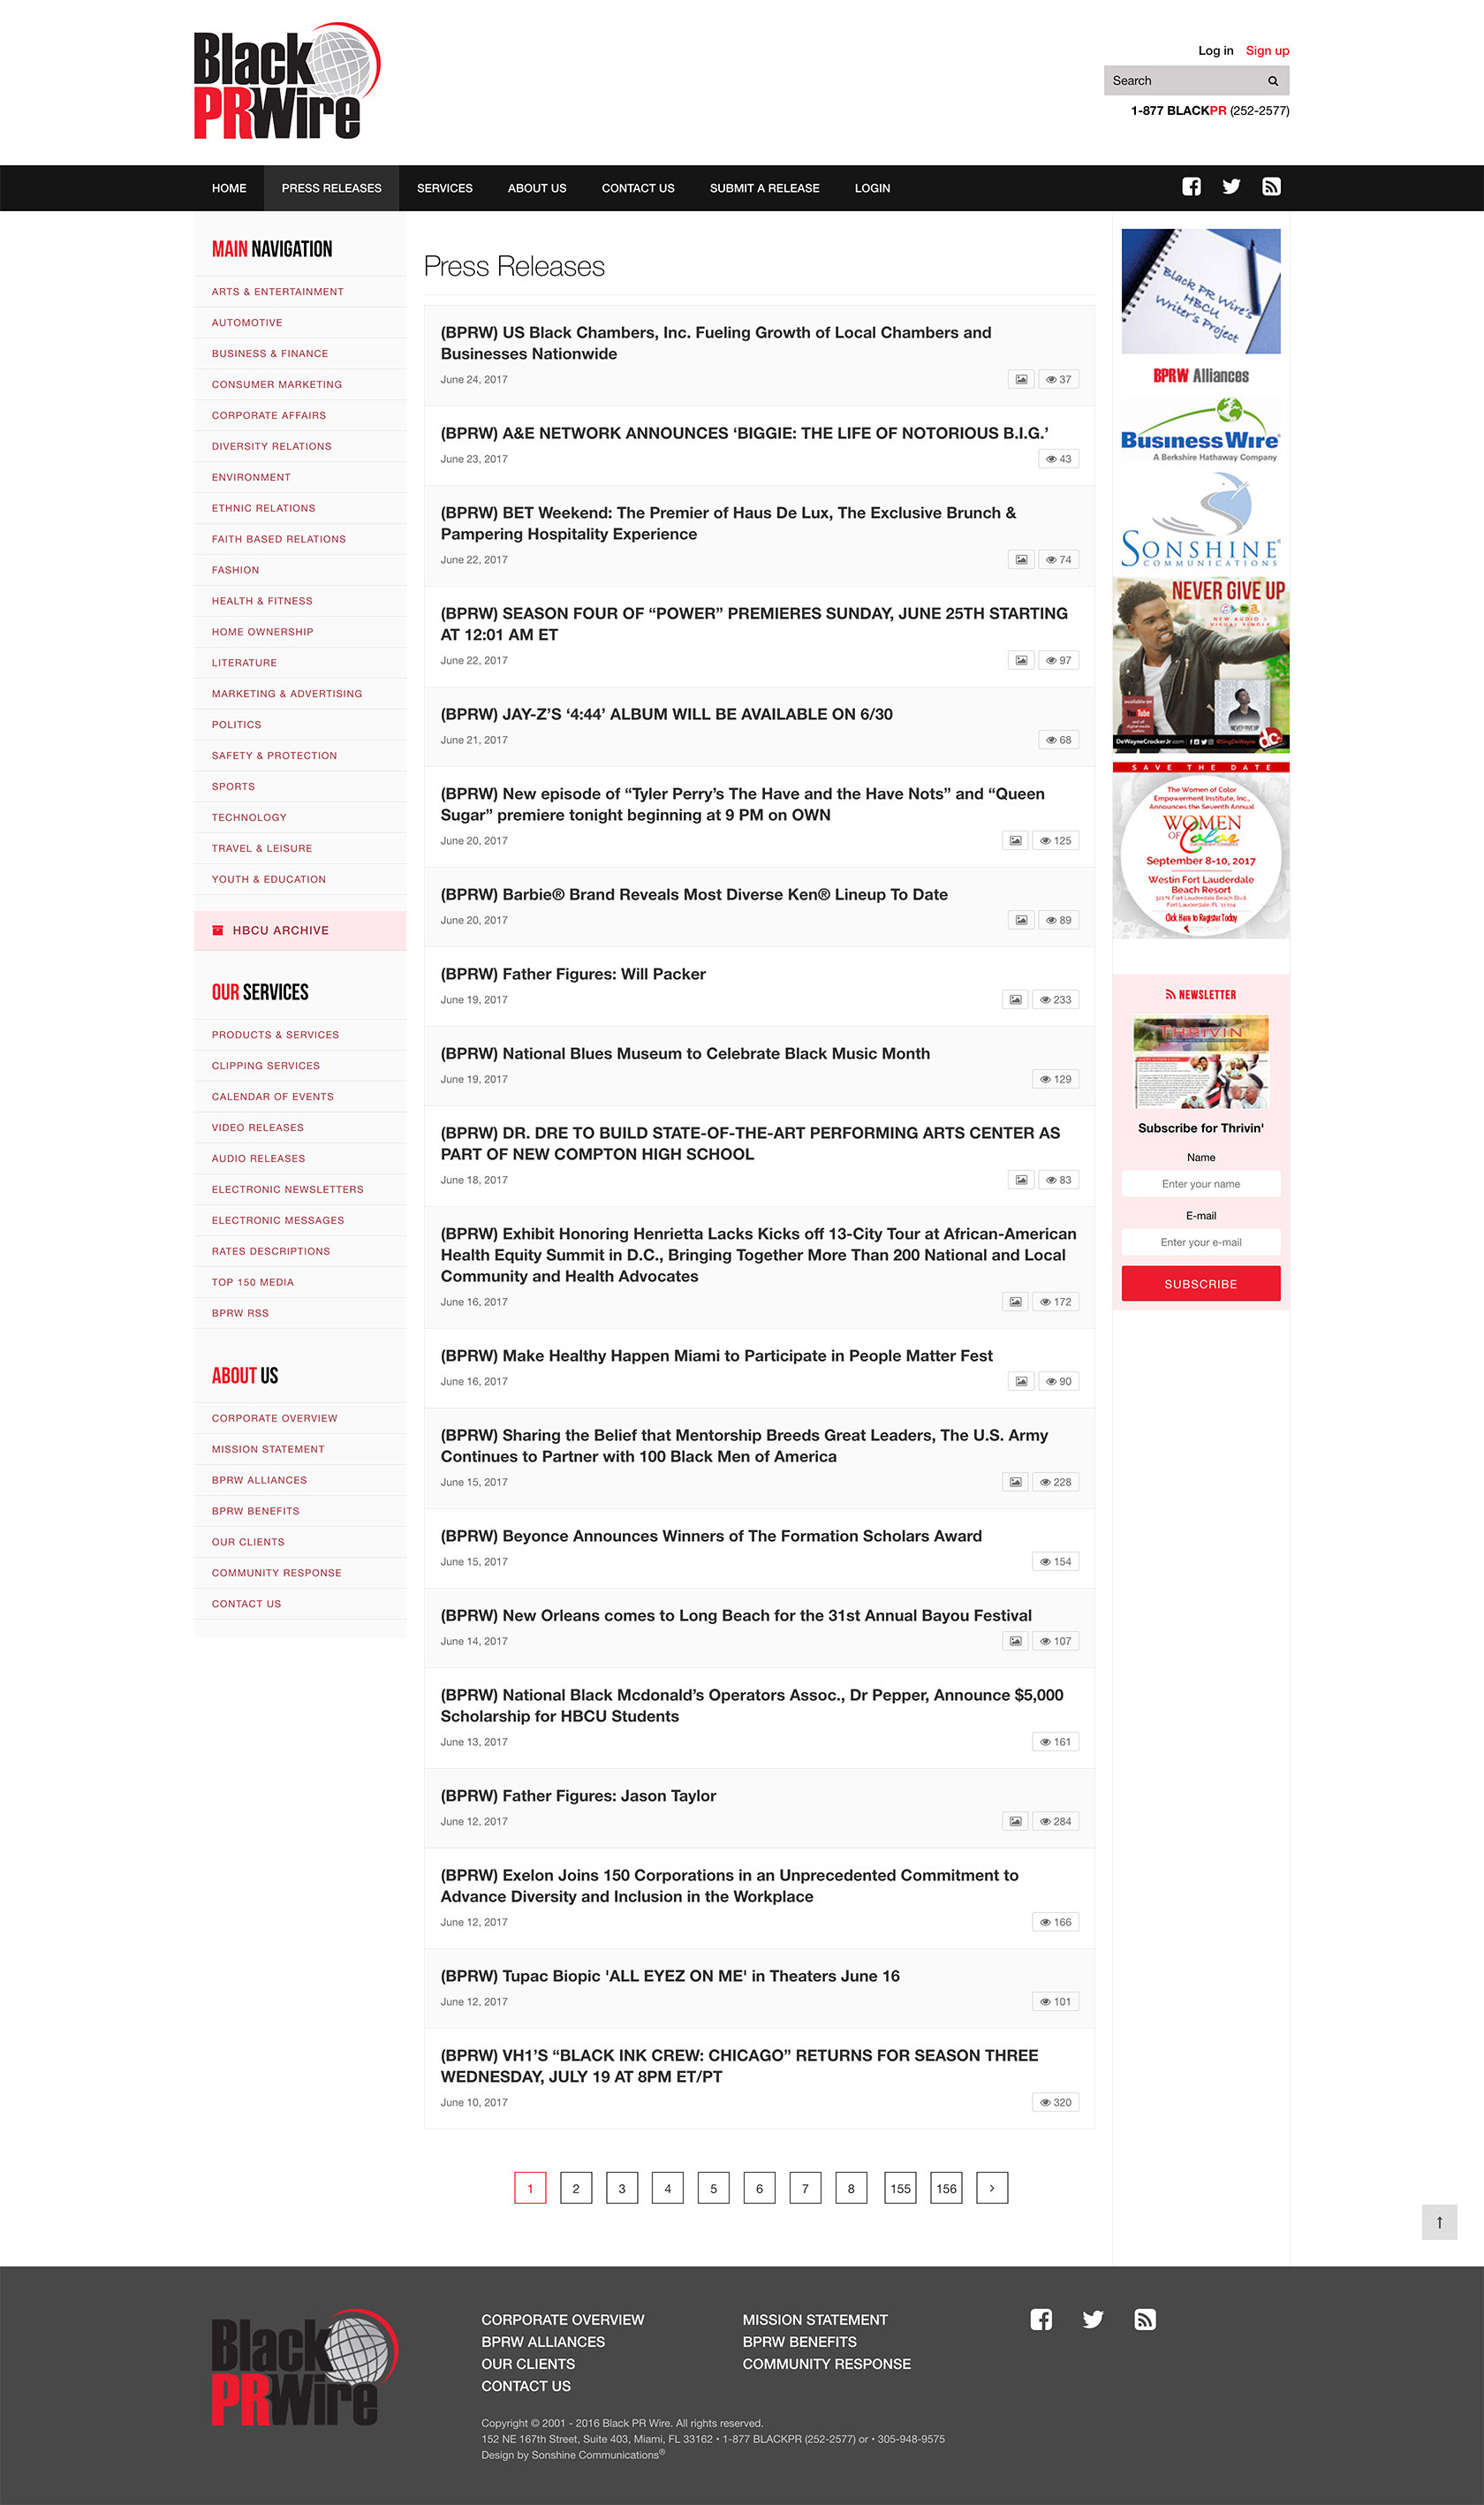 Black
PRWire
Log in Sign up
Search
1-877 BLACKPR (252-2577)
HOME PRESS RELEASES SERVICES ABOUT US CONTACT US SUBMIT A RELEASE LOGIN
MAIN NAVIGATION
ARTS & ENTERTAINMENT
AUTOMOTIVE
BUSINESS & FINANCE
CONSUMER MARKETING
CORPORATE AFFAIRS
DIVERSITY RELATIONS
ENVIRONMENT
ETHNIC RELATIONS
FAITH BASED RELATIONS
FASHION
HEALTH & FITNESS
HOME OWNERSHIP
LITERATURE
MARKETING & ADVERTISING
POLITICS
SAFETY & PROTECTION
SPORTS
TECHNOLOGY
TRAVEL & LEISURE
YOUTH & EDUCATION
HBCU ARCHIVE
OUR SERVICES
PRODUCTS & SERVICES
CLIPPING SERVICES
CALENDAR OF EVENTS
VIDEO RELEASES
AUDIO RELEASES
ELECTRONIC NEWSLETTERS
ELECTRONIC MESSAGES
RATES DESCRIPTIONS
TOP 150 MEDIA
BPRW RSS
ABOUT US
CORPORATE OVERVIEW
MISSION STATEMENT
BPRW ALLIANCES
BPRW BENEFITS
OUR CLIENTS
COMMUNITY RESPONSE
CONTACT US
Press Releases
(BPRW) US Black Chambers, Inc. Fueling Growth of Local Chambers and
Businesses Nationwide
June 24, 2017 37
(BPRW) A&E NETWORK ANNOUNCES ‘BIGGIE: THE LIFE OF NOTORIOUS B.I.G.’
June 23, 2017 43
(BPRW) BET Weekend: The Premier of Haus De Lux, The Exclusive Brunch &
Pampering Hospitality Experience
June 22, 2017 74
(BPRW) SEASON FOUR OF “POWER” PREMIERES SUNDAY, JUNE 25TH STARTING
AT 12:01 AM ET
June 22, 2017 97
(BPRW) JAY-Z’S ‘4:44’ ALBUM WILL BE AVAILABLE ON 6/30
June 21, 2017 68
(BPRW) New episode of “Tyler Perry’s The Have and the Have Nots” and “Queen
Sugar” premiere tonight beginning at 9 PM on OWN
June 20, 2017 125
(BPRW) Barbie® Brand Reveals Most Diverse Ken® Lineup To Date
June 20, 2017 89
(BPRW) Father Figures: Will Packer
June 19, 2017 233
(BPRW) National Blues Museum to Celebrate Black Music Month
June 19, 2017 129
(BPRW) DR. DRE TO BUILD STATE-OF-THE-ART PERFORMING ARTS CENTER AS
PART OF NEW COMPTON HIGH SCHOOL
June 18, 2017 83
(BPRW) Exhibit Honoring Henrietta Lacks Kicks off 13-City Tour at African-American
Health Equity Summit in D.C., Bringing Together More Than 200 National and Local
Community and Health Advocates
June 16, 2017 172
(BPRW) Make Healthy Happen Miami to Participate in People Matter Fest
June 16, 2017 90
(BPRW) Sharing the Belief that Mentorship Breeds Great Leaders, The U.S. Army
Continues to Partner with 100 Black Men of America
June 15, 2017 228
(BPRW) Beyonce Announces Winners of The Formation Scholars Award
June 15, 2017 154
(BPRW) New Orleans comes to Long Beach for the 31st Annual Bayou Festival
June 14, 2017 107
(BPRW) National Black Mcdonald’s Operators Assoc., Dr Pepper, Announce $5,000
Scholarship for HBCU Students
June 13, 2017 161
(BPRW) Father Figures: Jason Taylor
June 12, 2017 284
(BPRW) Exelon Joins 150 Corporations in an Unprecedented Commitment to
Advance Diversity and Inclusion in the Workplace
June 12, 2017 166
(BPRW) Tupac Biopic 'ALL EYEZ ON ME' in Theaters June 16
June 12, 2017 101
(BPRW) VH1’S “BLACK INK CREW: CHICAGO” RETURNS FOR SEASON THREE
WEDNESDAY, JULY 19 AT 8PM ET/PT
June 10, 2017 320
1 2 3 4 5 6 7 8 155 156 >
Black PR Wire's
HBCU
Writer's Project
BPRW Alliances
Business Wire
A Berkshire Hathaway Company
SONSHINE
COMMUNICATIONS
NEVER GIVE UP
NEW AUDIO &
VISUAL SINGLE
available on
YouTube
NEVER GIVE UP
DeWayneCrockerJr.com @SingDeWayne dc
SAVE THE DATE
The Women of Color
Empowerment Institute, Inc.,
Announces the Seventh Annual
WOMEN
OF Color
September 8-10, 2017
Westin Fort Lauderdale
Beach Resort
321 N Fort Lauderdale Beach Blvd
Fort Lauderdale, FL 33304
Click Here to Register Today
NEWSLETTER
THRIVIN'
Subscribe for Thrivin'
Name
Enter your name
E-mail
Enter your e-mail
SUBSCRIBE
Black
PRWire
CORPORATE OVERVIEW
BPRW ALLIANCES
OUR CLIENTS
CONTACT US
MISSION STATEMENT
BPRW BENEFITS
COMMUNITY RESPONSE
Copyright © 2001 - 2016 Black PR Wire. All rights reserved.
152 NE 167th Street, Suite 403, Miami, FL 33162 • 1-877 BLACKPR (252-2577) or • 305-948-9575
Design by Sonshine Communications®